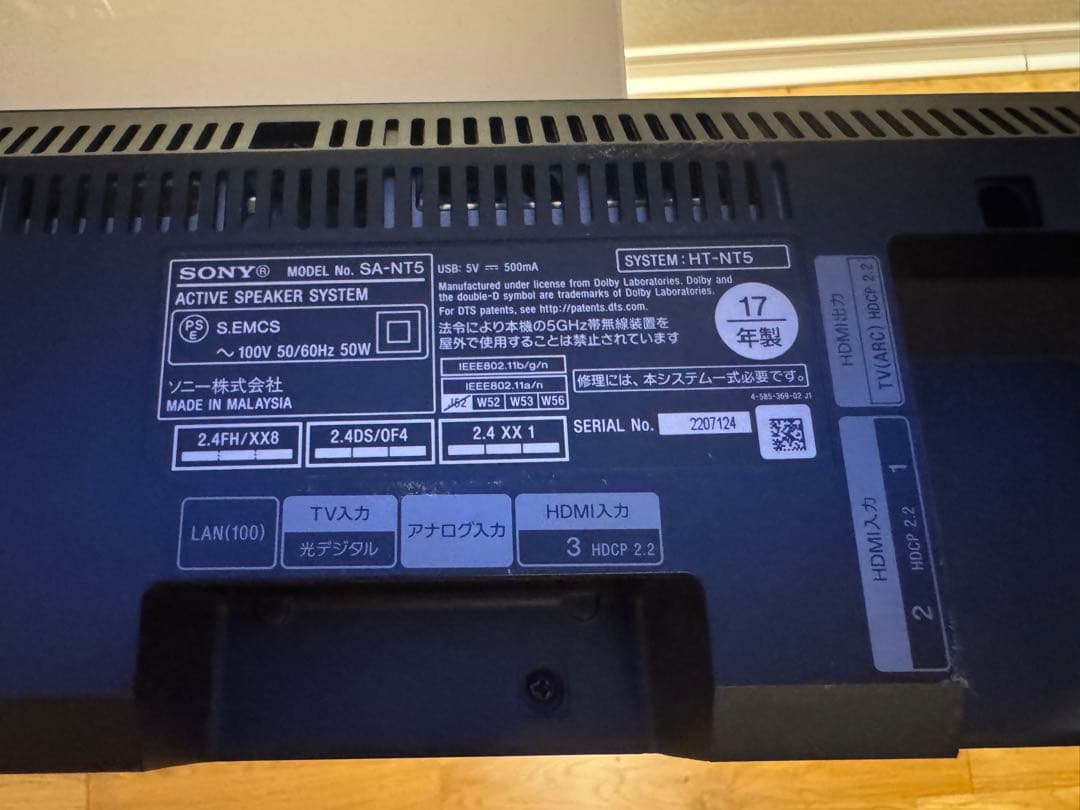 SONY® MODEL No. SA-NT5
ACTIVE SPEAKER SYSTEM
PS
E
S.EMCS
～100V 50/60Hz 50W
ソニー株式会社
MADE IN MALAYSIA
USB: 5V ⎓ 500mA
SYSTEM:HT-NT5
Manufactured under license from Dolby Laboratories. Dolby and
the double-D symbol are trademarks of Dolby Laboratories.
For DTS patents, see http://patents.dts.com.
法令により本機の5GHz帯無線装置を
屋外で使用することは禁止されています
17
年製
IEEE802.11b/g/n
IEEE802.11a/n
J52 W52 W53 W56
修理には、本システム一式必要です。
4-585-369-02 J1
2.4FH/XX8
2.4DS/OF4
2.4 XX 1
SERIAL No. 2207124
LAN(100)
TV入力
光デジタル
アナログ入力
HDMI入力
3 HDCP 2.2
HDMI出力
TV(ARC) HDCP 2.2
HDMI入力
2 HDCP 2.2 1